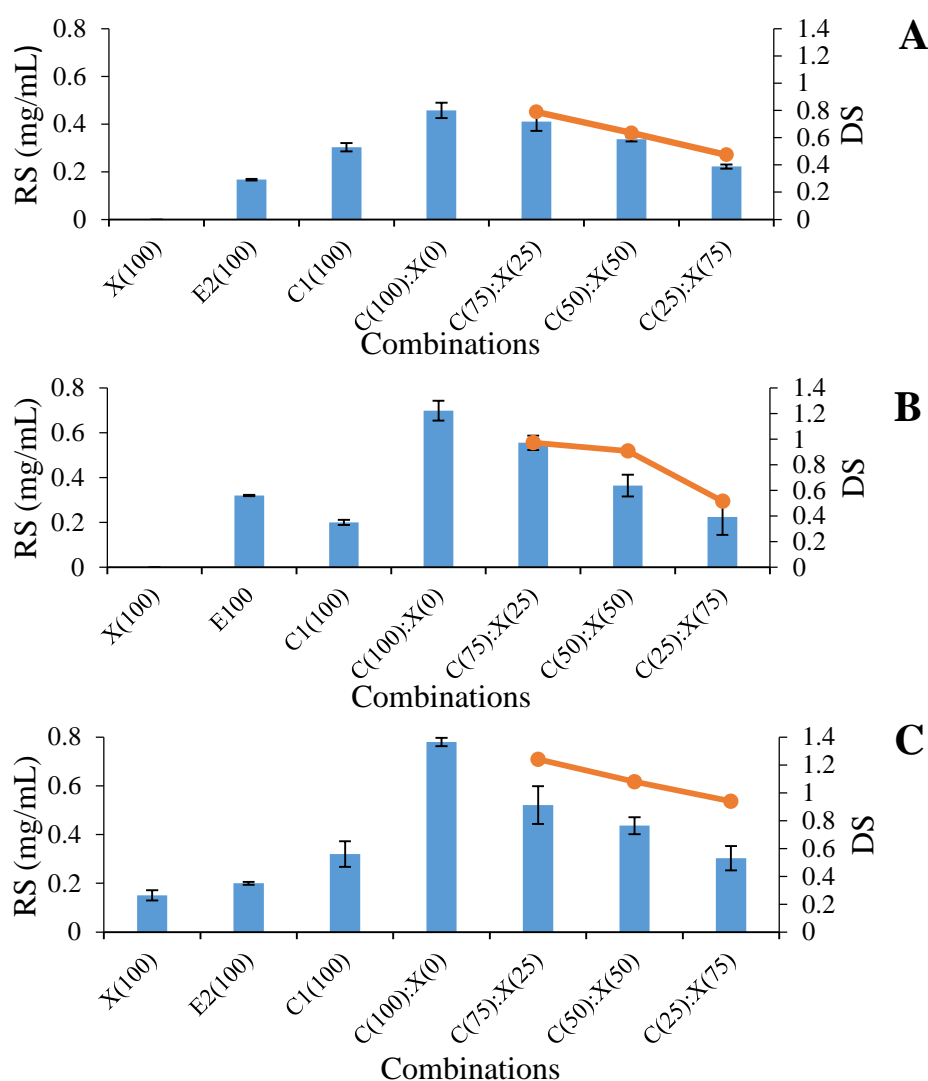 A
RS (mg/mL)
0.8
0.6
0.4
0.2
0
1.4
1.2
1
0.8
0.6
0.4
0.2
0
DS
X(100)
E2(100)
C1(100)
C(100):X(0)
C(75):X(25)
C(50):X(50)
C(25):X(75)
Combinations
B
RS (mg/mL)
0.8
0.6
0.4
0.2
0
1.4
1.2
1
0.8
0.6
0.4
0.2
0
DS
X(100)
E100
C1(100)
C(100):X(0)
C(75):X(25)
C(50):X(50)
C(25):X(75)
Combinations
C
RS (mg/mL)
0.8
0.6
0.4
0.2
0
1.4
1.2
1
0.8
0.6
0.4
0.2
0
DS
X(100)
E2(100)
C1(100)
C(100):X(0)
C(75):X(25)
C(50):X(50)
C(25):X(75)
Combinations